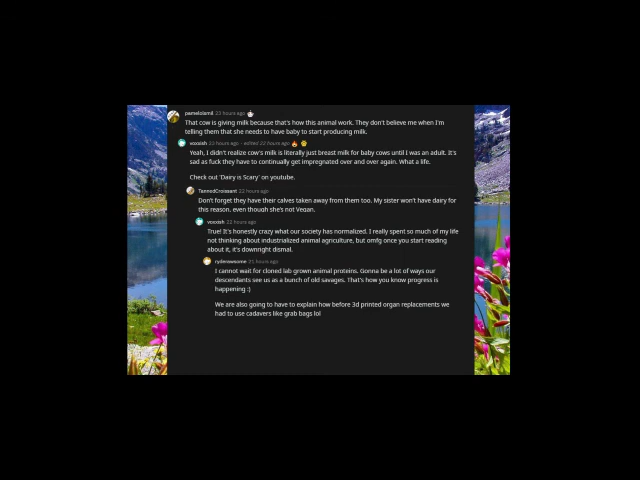 pamelolsmil 23 hours ago
That cow is giving milk because that's how this animal work. They don't believe me when I'm
telling them that she needs to have baby to start producing milk.
voxxish 23 hours ago - edited 22 hours ago
Yeah, I didn't realize cow's milk is literally just breast milk for baby cows until I was an adult. It's
sad as fuck they have to continually get impregnated over and over again. What a life.
Check out 'Dairy is Scary' on youtube.
TannedCroissant 22 hours ago
Don't forget they have their calves taken away from them too. My sister won't have dairy for
this reason, even though she's not Vegan.
voxxish 22 hours ago
True! It's honestly crazy what our society has normalized. I really spent so much of my life
not thinking about industrialized animal agriculture, but omfg once you start reading
about it, it's downright dismal.
ryderawsome 21 hours ago
I cannot wait for cloned lab grown animal proteins. Gonna be a lot of ways our
descendants see us as a bunch of old savages. That's how you know progress is
happening :)
We are also going to have to explain how before 3d printed organ replacements we
had to use cadavers like grab bags lol